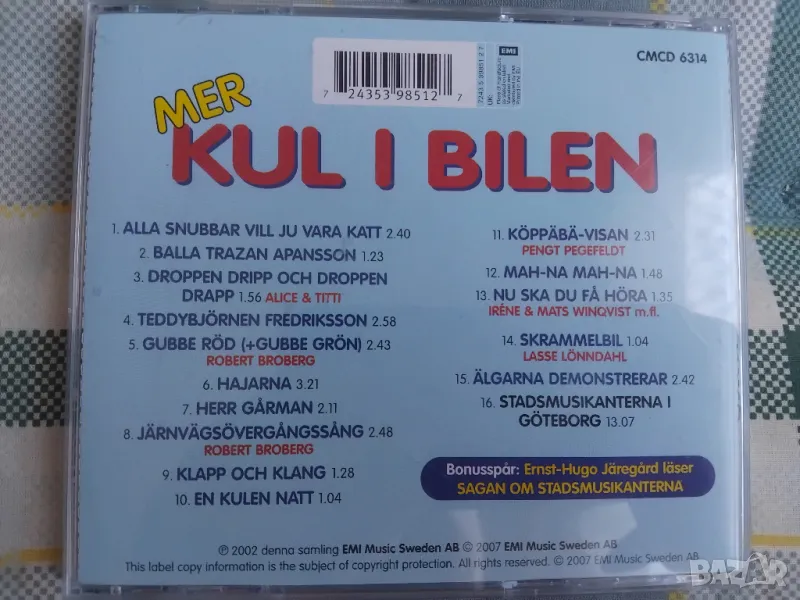 EMI
CMCD 6314
7 24353 98512 7
7243 5 39851 2 7
MER
KUL I BILEN
1. ALLA SNUBBAR VILL JU VARA KATT 2.40
2. BALLA TRAZAN APANSSON 1.23
3. DROPPEN DRIPP OCH DROPPEN
DRAPP 1.56 ALICE & TITTI
4. TEDDYBJÖRNEN FREDRIKSSON 2.58
5. GUBBE RÖD (+GUBBE GRÖN) 2.43
ROBERT BROBERG
6. HAJARNA 3.21
7. HERR GÅRMAN 2.11
8. JÄRNVÄGSÖVERGÅNGSSÅNG 2.48
ROBERT BROBERG
9. KLAPP OCH KLANG 1.28
10. EN KULEN NATT 1.04
11. KÖPPÄBÄ-VISAN 2.31
PENGT PEGEFELDT
12. MAH-NA MAH-NA 1.48
13. NU SKA DU FÅ HÖRA 1.35
IRÉNE & MATS WINQVIST m.fl.
14. SKRAMMELBIL 1.04
LASSE LÖNNDAHL
15. ÄLGARNA DEMONSTRERAR 2.42
16. STADSMUSIKANTERNA I
GÖTEBORG 13.07
Bonusspår: Ernst-Hugo Järegård läser
SAGAN OM STADSMUSIKANTERNA
℗ 2002 denna samling EMI Music Sweden AB © 2007 EMI Music Sweden AB
This label copy information is the subject of copyright protection. All rights reserved. © 2007 EMI Music Sweden AB
BAZAR